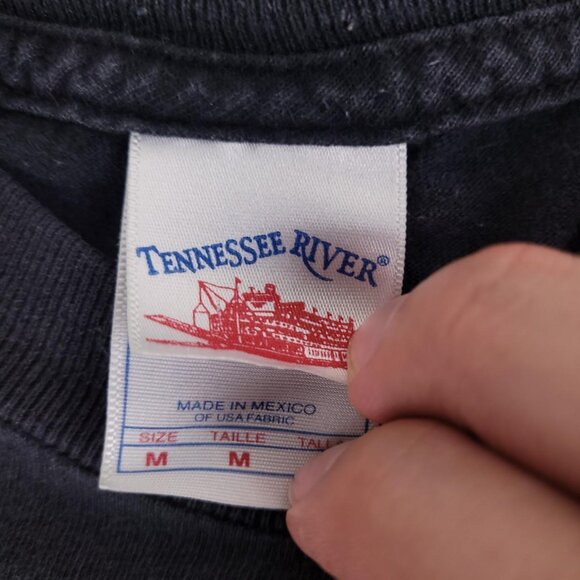 TENNESSEE RIVER®
MADE IN MEXICO
OF USA FABRIC
SIZE TAILLE
M M